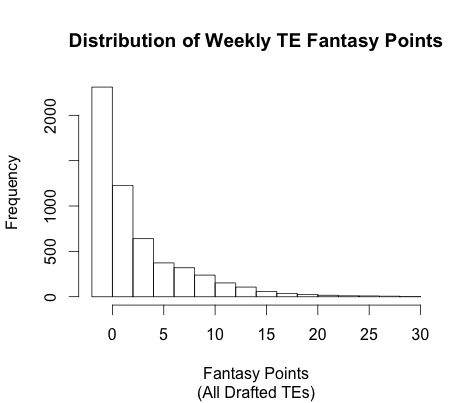 Distribution of Weekly TE Fantasy Points
Frequency
2000
1000
500
0
0 5 10 15 20 25 30
Fantasy Points
(All Drafted TEs)